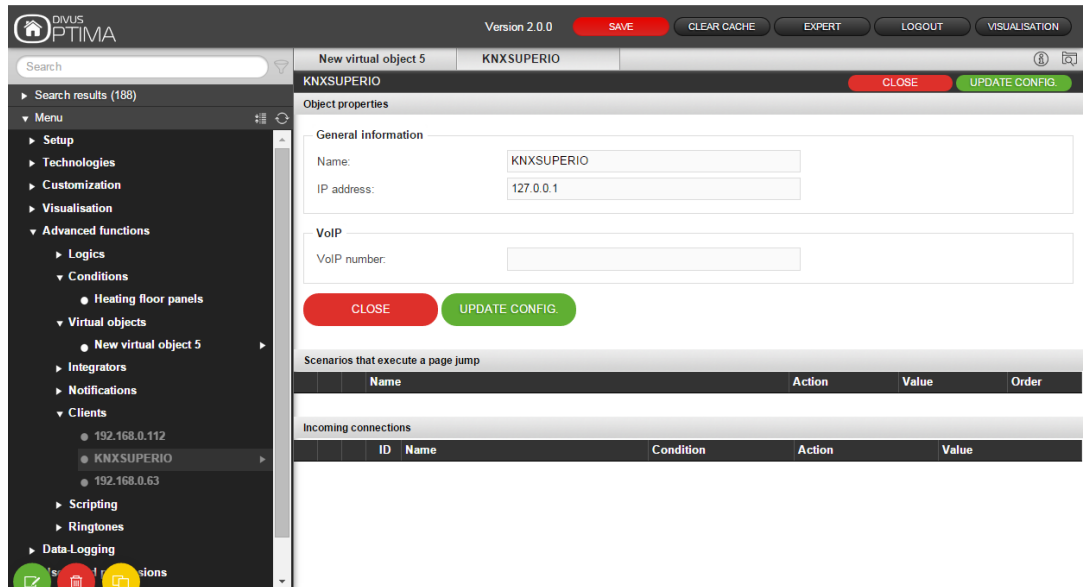 DIVUS
OPTIMA
Version 2.0.0
SAVE
CLEAR CACHE
EXPERT
LOGOUT
VISUALISATION
Search
Search results (188)
Menu
Setup
Technologies
Customization
Visualisation
Advanced functions
Logics
Conditions
Heating floor panels
Virtual objects
New virtual object 5
Integrators
Notifications
Clients
192.168.0.112
KNXSUPERIO
192.168.0.63
Scripting
Ringtones
Data-Logging
New virtual object 5
KNXSUPERIO
KNXSUPERIO
CLOSE
UPDATE CONFIG.
Object properties
General information
Name: KNXSUPERIO
IP address: 127.0.0.1
VoIP
VoIP number:
CLOSE
UPDATE CONFIG.
Scenarios that execute a page jump
Name Action Value Order
Incoming connections
ID Name Condition Action Value